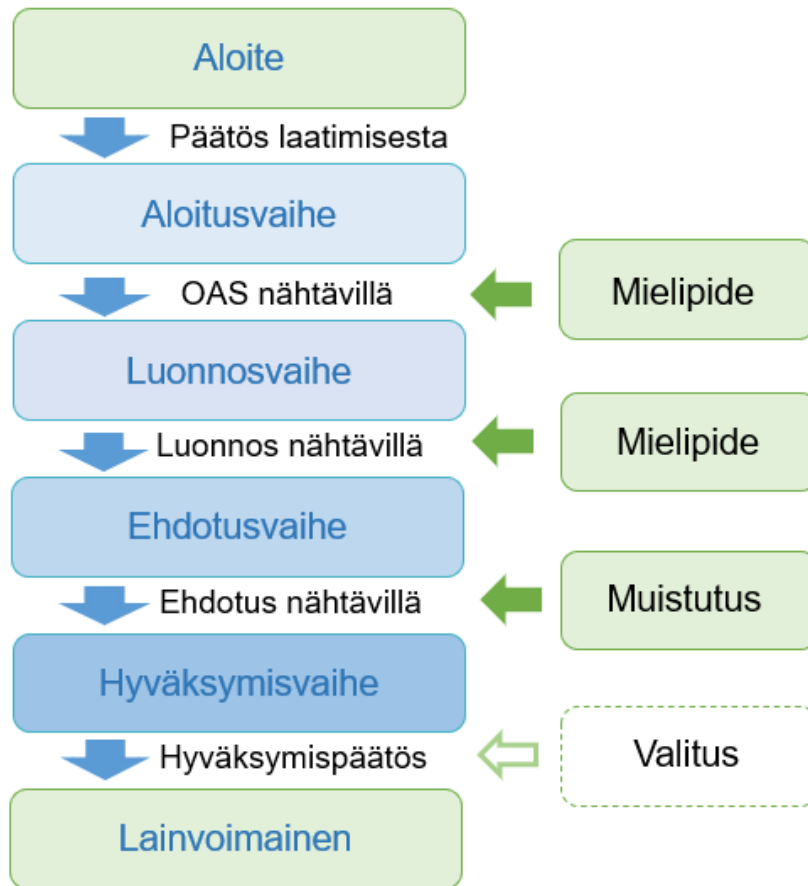 Aloite
Päätös laatimisesta
Aloitusvaihe
OAS nähtävillä
Mielipide
Luonnosvaihe
Luonnos nähtävillä
Mielipide
Ehdotusvaihe
Ehdotus nähtävillä
Muistutus
Hyväksymisvaihe
Hyväksymispäätös
Valitus
Lainvoimainen